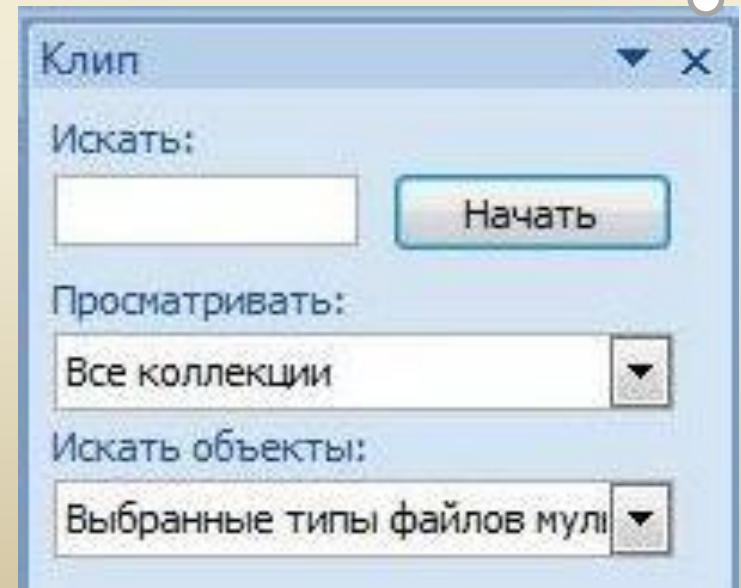 Клип
Искать:
Начать
Просматривать:
Все коллекции
Искать объекты:
Выбранные типы файлов мул